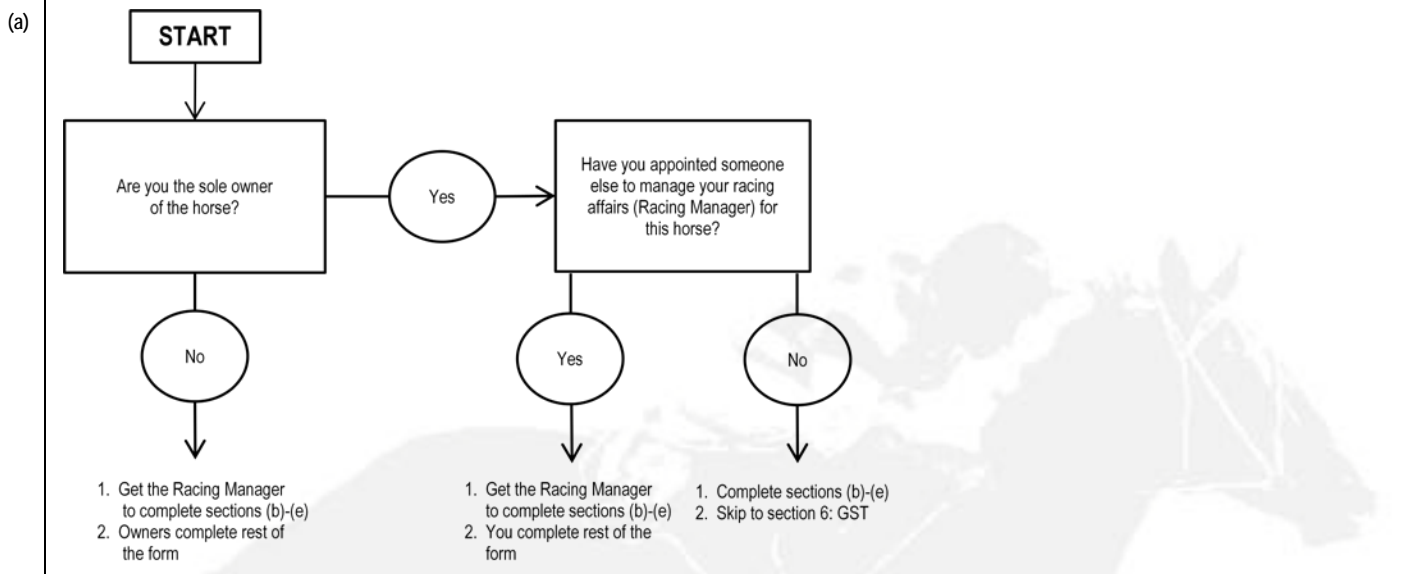 (a)
START
Are you the sole owner
of the horse?
Yes
Have you appointed someone
else to manage your racing
affairs (Racing Manager) for
this horse?
No
Yes
No
1. Get the Racing Manager
to complete sections (b)-(e)
2. Owners complete rest of
the form
1. Get the Racing Manager
to complete sections (b)-(e)
2. You complete rest of the
form
1. Complete sections (b)-(e)
2. Skip to section 6: GST